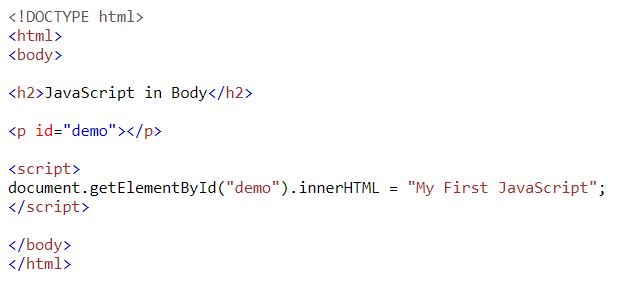 <!DOCTYPE html>
<html>
<body>
<h2>JavaScript in Body</h2>
<p id="demo"></p>
<script>
document.getElementById("demo").innerHTML = "My First JavaScript";
</script>
</body>
</html>